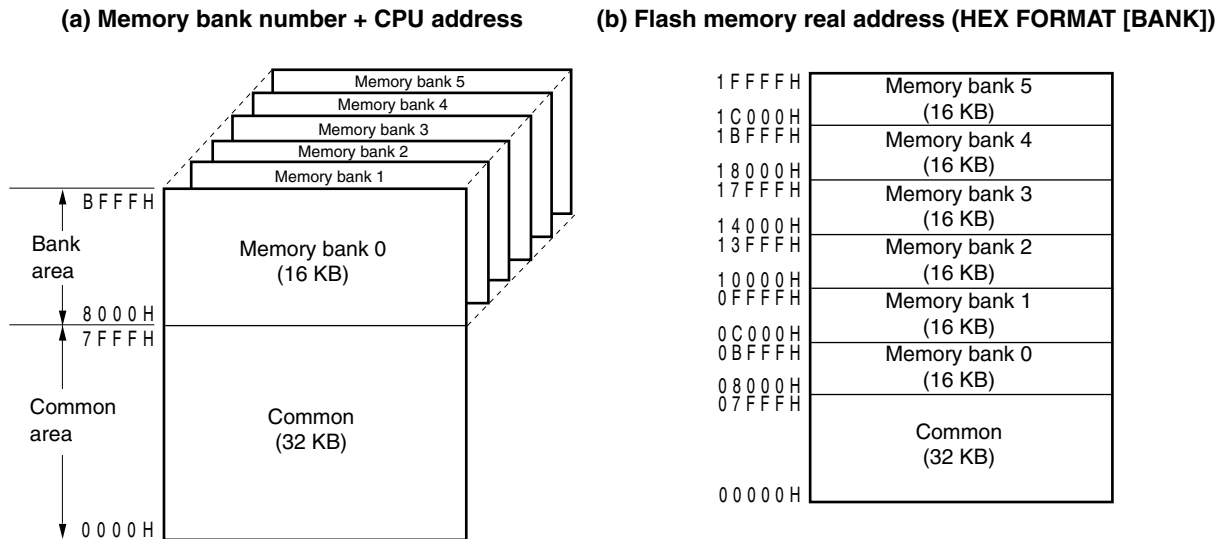 (a) Memory bank number + CPU address
Memory bank 5
Memory bank 4
Memory bank 3
Memory bank 2
Memory bank 1
BFFFH
Bank
area
Memory bank 0
(16 KB)
8000H
7FFFH
Common
area
Common
(32 KB)
0000H
(b) Flash memory real address (HEX FORMAT [BANK])
1FFFFH
Memory bank 5
(16 KB)
1C000H
1BFFFH
Memory bank 4
(16 KB)
18000H
17FFFH
Memory bank 3
(16 KB)
14000H
13FFFH
Memory bank 2
(16 KB)
10000H
0FFFFH
Memory bank 1
(16 KB)
0C000H
0BFFFH
Memory bank 0
(16 KB)
08000H
07FFFH
Common
(32 KB)
00000H